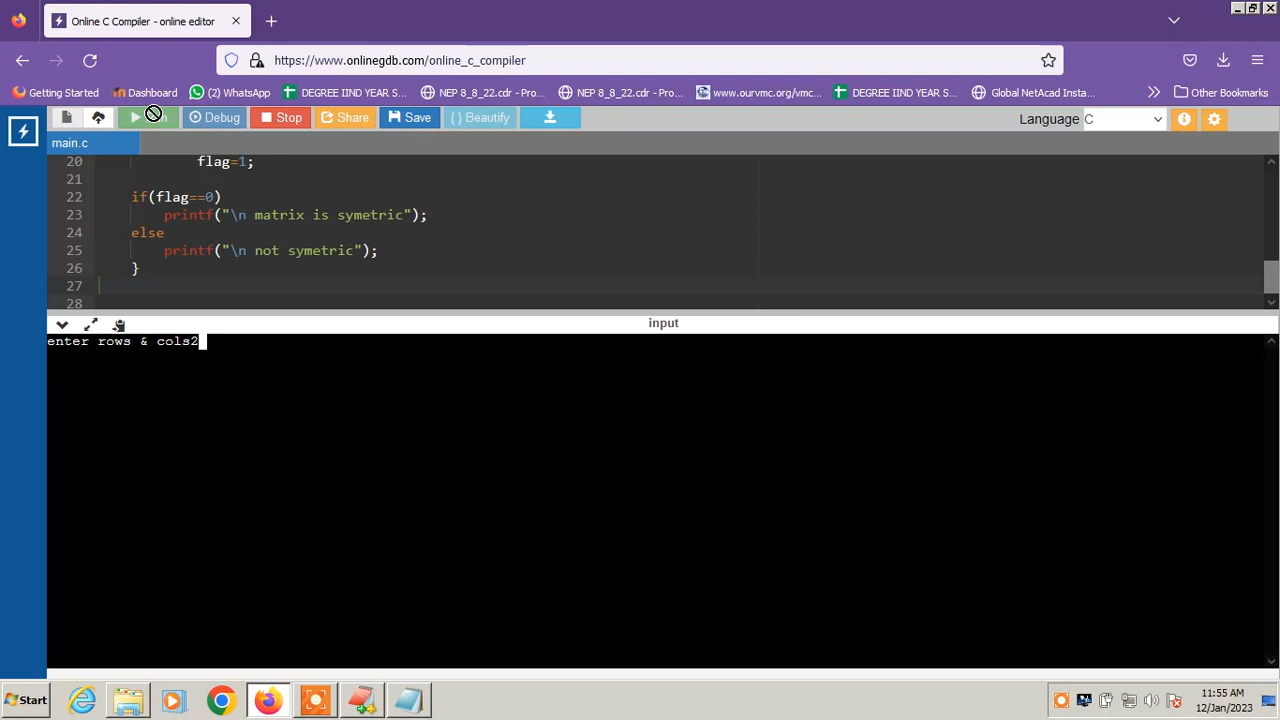 Online C Compiler - online editor
https://www.onlinegdb.com/online_c_compiler
Getting Started
Dashboard
(2) WhatsApp
DEGREE IIND YEAR S...
NEP 8_8_22.cdr - Pro...
NEP 8_8_22.cdr - Pro...
www.ourvmc.org/vmc...
DEGREE IIND YEAR S...
Global NetAcad Insta...
Other Bookmarks
Debug
Stop
Share
Save
{ } Beautify
Language
C
main.c
20 flag=1;
21
22 if(flag==0)
23 printf("\n matrix is symetric");
24 else
25 printf("\n not symetric");
26 }
27
28
input
enter rows & cols2
Start
11:55 AM
12/Jan/2023